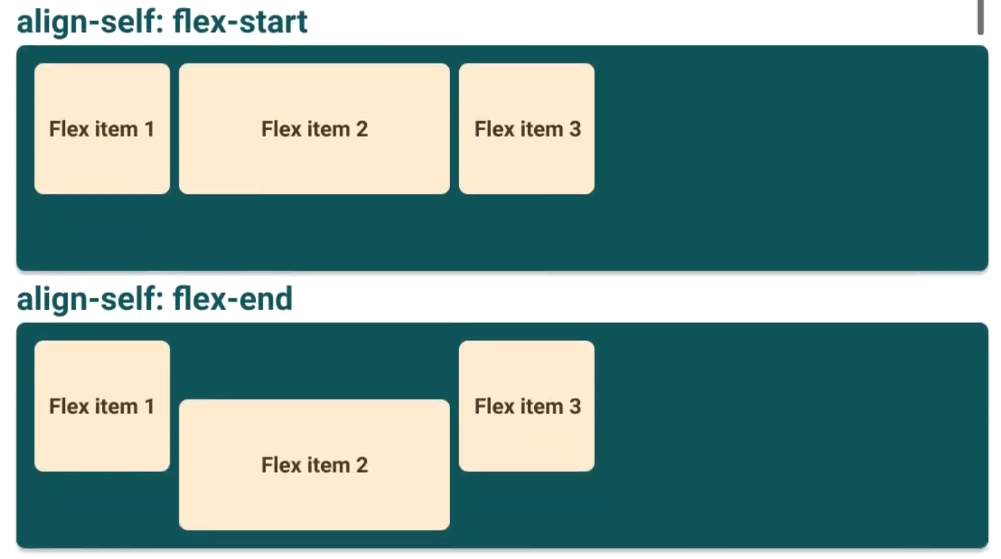 align-self: flex-start
Flex item 1
Flex item 2
Flex item 3
align-self: flex-end
Flex item 1
Flex item 3
Flex item 2